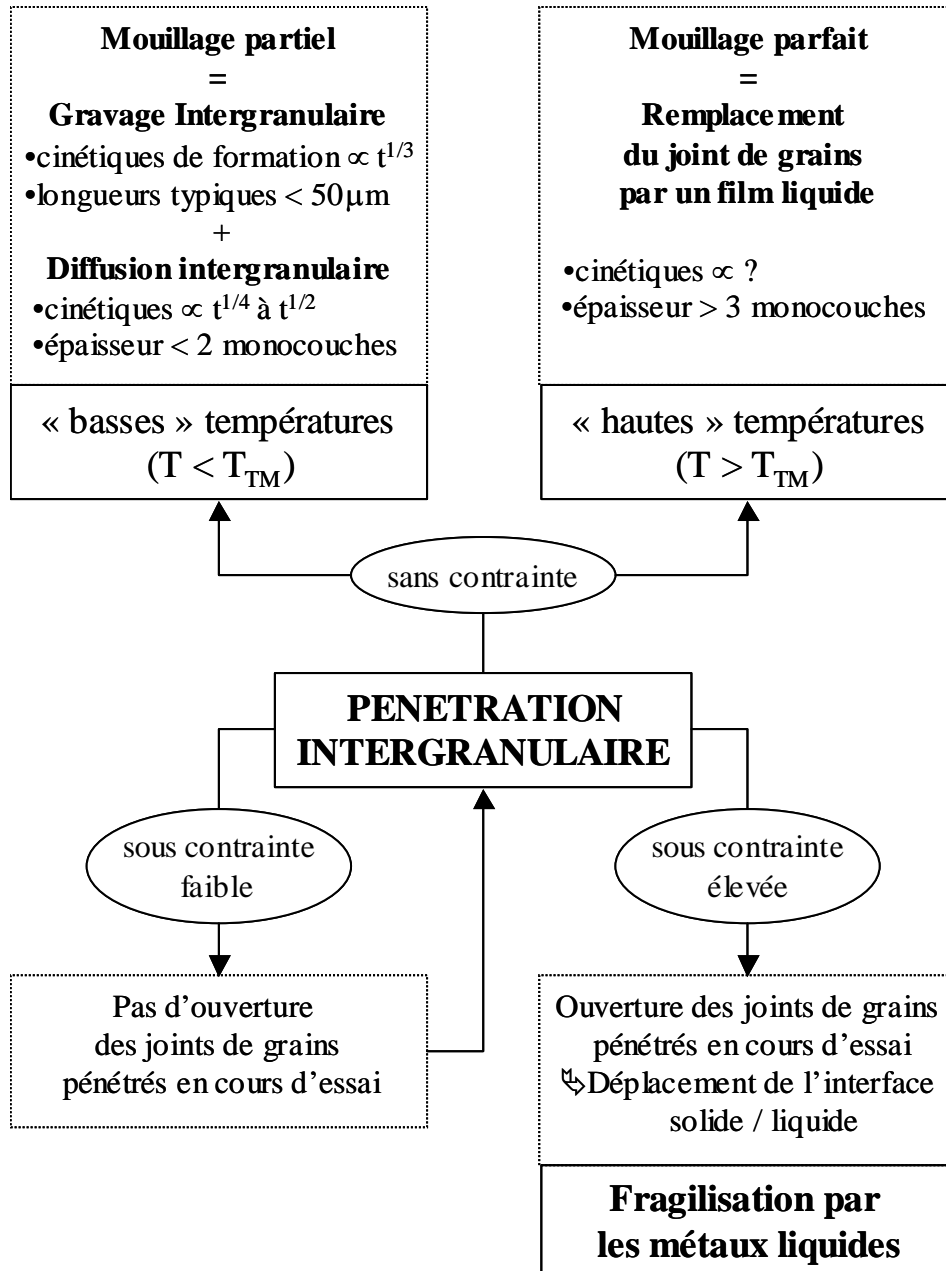 Mouillage partiel
=
Gravage Intergranulaire
•cinétiques de formation ∝ t^{1/3}
•longueurs typiques < 50µm
+
Diffusion intergranulaire
•cinétiques ∝ t^{1/4} à t^{1/2}
•épaisseur < 2 monocouches
« basses » températures
(T < T_{TM})
Mouillage parfait
=
Remplacement
du joint de grains
par un film liquide
•cinétiques ∝ ?
•épaisseur > 3 monocouches
« hautes » températures
(T > T_{TM})
sans contrainte
PENETRATION
INTERGRANULAIRE
sous contrainte
faible
sous contrainte
élevée
Pas d’ouverture
des joints de grains
pénétrés en cours d’essai
Ouverture des joints de grains
pénétrés en cours d’essai
↳Déplacement de l’interface
solide / liquide
Fragilisation par
les métaux liquides